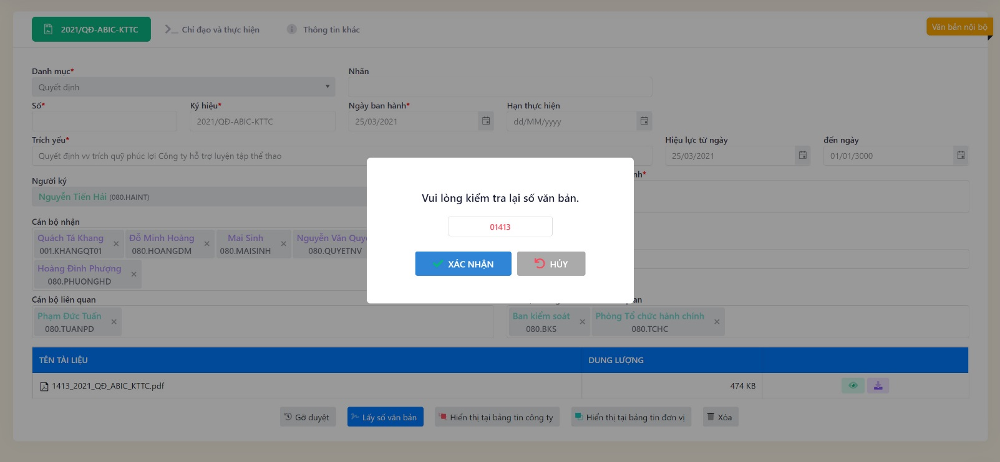 2021/QĐ-ABIC-KTTC
Chỉ đạo và thực hiện
Thông tin khác
Văn bản nội bộ
Danh mục*
Nhãn
Quyết định
Số*
Ký hiệu*
Ngày ban hành*
Hạn thực hiện
2021/QĐ-ABIC-KTTC
25/03/2021
dd/MM/yyyy
Trích yếu*
Hiệu lực từ ngày
đến ngày
Quyết định vv trích quỹ phúc lợi Công ty hỗ trợ luyện tập thể thao
25/03/2021
01/01/3000
Người ký
nh*
Nguyễn Tiến Hải (080.HAINT)
Vui lòng kiểm tra lại số văn bản.
01413
XÁC NHẬN
HỦY
Cán bộ nhận
Quách Tá Khang
001.KHANGQT01
Đỗ Minh Hoàng
080.HOANGDM
Mai Sinh
080.MAISINH
Nguyễn Văn Quy
080.QUYETNV
Hoàng Đình Phượng
080.PHUONGHD
Cán bộ liên quan
an
Phạm Đức Tuấn
080.TUANPD
Ban kiểm soát
080.BKS
Phòng Tổ chức hành chính
080.TCHC
TÊN TÀI LIỆU
DUNG LƯỢNG
1413_2021_QĐ_ABIC_KTTC.pdf
474 KB
Gỡ duyệt
Lấy số văn bản
Hiển thị tại bảng tin công ty
Hiển thị tại bảng tin đơn vị
Xóa